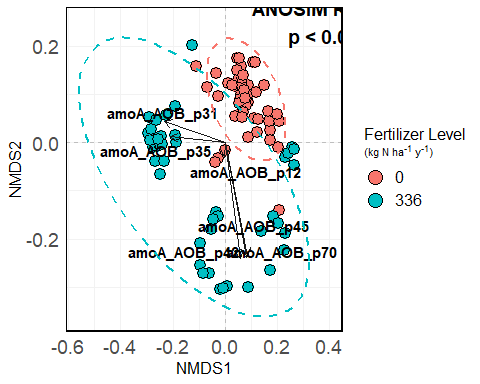 ANOSIM R
p < 0.0
0.2
0.0
-0.2
NMDS2
amoA_AOB_p31
amoA_AOB_p35
amoA_AOB_p12
amoA_AOB_p45
amoA_AOB_p42
amoA_AOB_p70
-0.6 -0.4 -0.2 0.0 0.2 0.4
NMDS1
Fertilizer Level
(kg N ha⁻¹ y⁻¹)
0
336